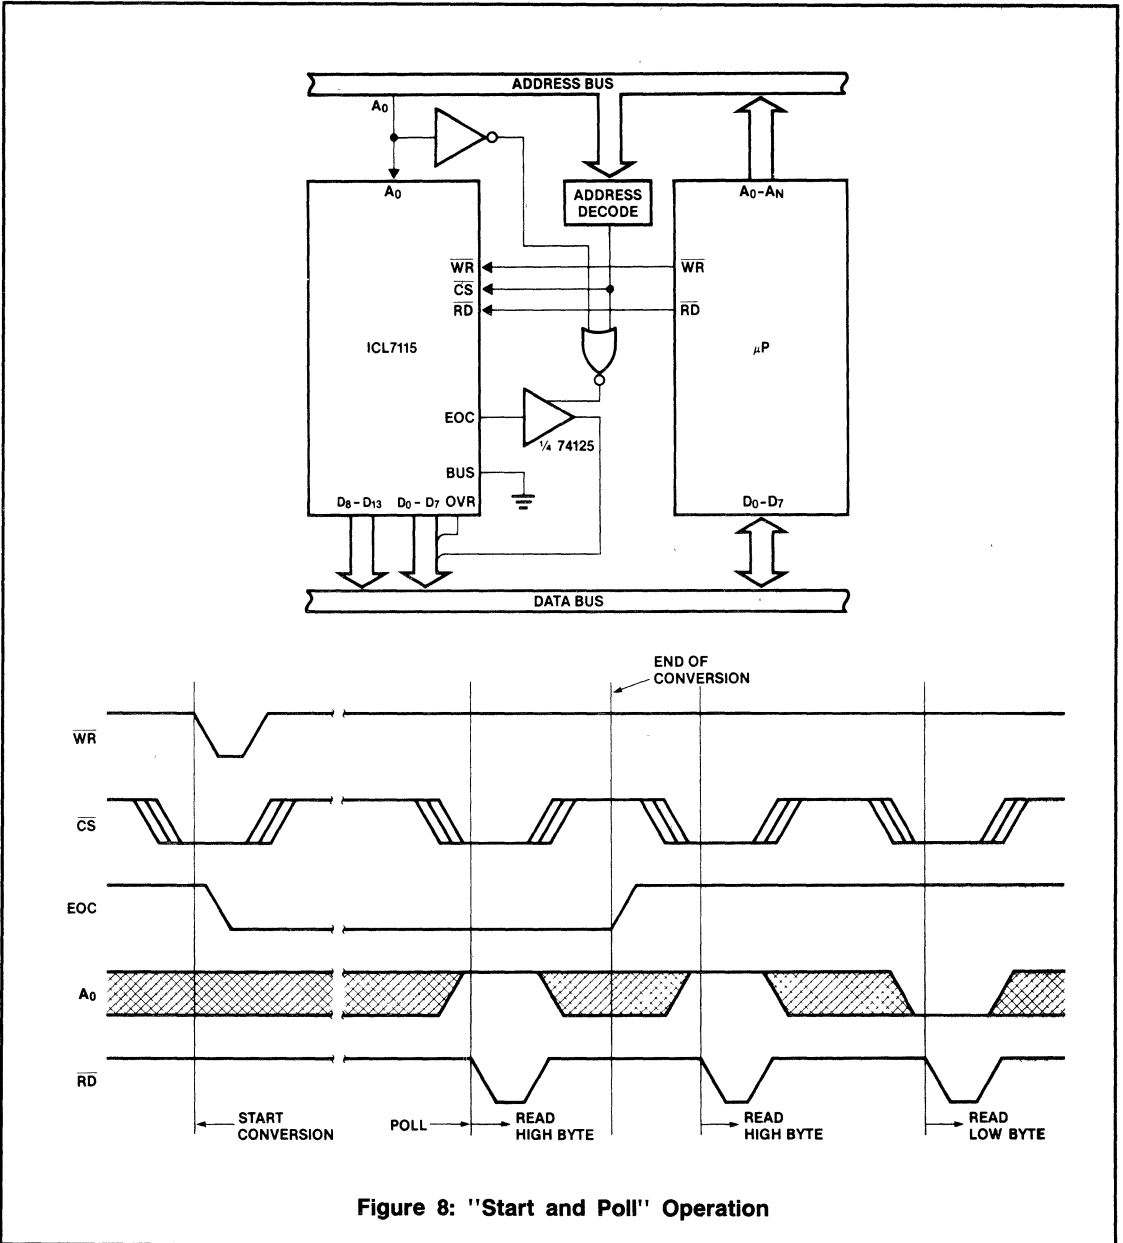 ADDRESS BUS
A0
A0
ADDRESS
DECODE
A0-AN
WR
CS
RD
WR
RD
ICL7115
μP
EOC
¼ 74125
BUS
D8-D13 D0-D7 OVR
D0-D7
DATA BUS
END OF
CONVERSION
WR
CS
EOC
A0
RD
START
CONVERSION
POLL
READ
HIGH BYTE
READ
HIGH BYTE
READ
LOW BYTE
Figure 8: "Start and Poll" Operation